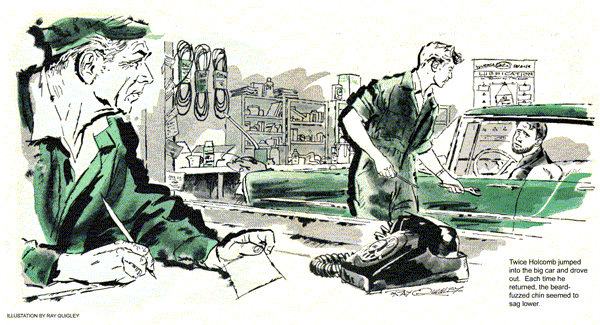 LUBRICATION
RAY QUIGLEY
Twice Holcomb jumped
into the big car and drove
out.  Each time he
returned, the beard-
fuzzed chin seemed to
sag lower.
ILLUSTRATION BY RAY QUIGLEY